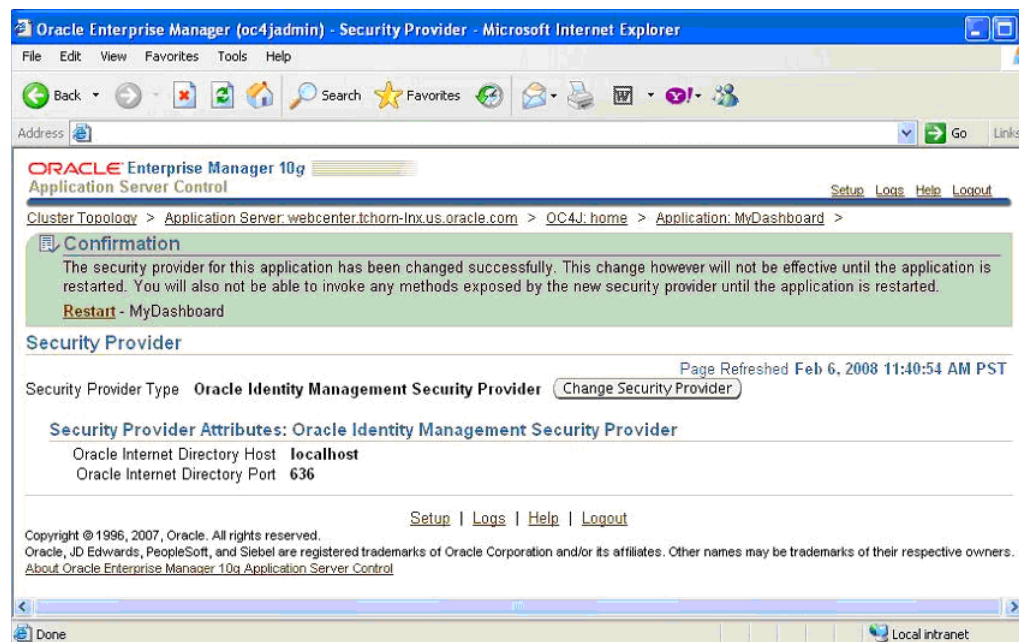 Oracle Enterprise Manager (oc4jadmin) - Security Provider - Microsoft Internet Explorer
File Edit View Favorites Tools Help
Back Search Favorites
Address Go Links
ORACLE Enterprise Manager 10g
Application Server Control
Setup Logs Help Logout
Cluster Topology > Application Server: webcenter.tchorn-lnx.us.oracle.com > OC4J: home > Application: MyDashboard >
Confirmation
The security provider for this application has been changed successfully. This change however will not be effective until the application is
restarted. You will also not be able to invoke any methods exposed by the new security provider until the application is restarted.
Restart - MyDashboard
Security Provider
Page Refreshed Feb 6, 2008 11:40:54 AM PST
Security Provider Type Oracle Identity Management Security Provider Change Security Provider
Security Provider Attributes: Oracle Identity Management Security Provider
Oracle Internet Directory Host localhost
Oracle Internet Directory Port 636
Setup | Logs | Help | Logout
Copyright © 1996, 2007, Oracle. All rights reserved.
Oracle, JD Edwards, PeopleSoft, and Siebel are registered trademarks of Oracle Corporation and/or its affiliates. Other names may be trademarks of their respective owners.
About Oracle Enterprise Manager 10g Application Server Control
Done Local intranet